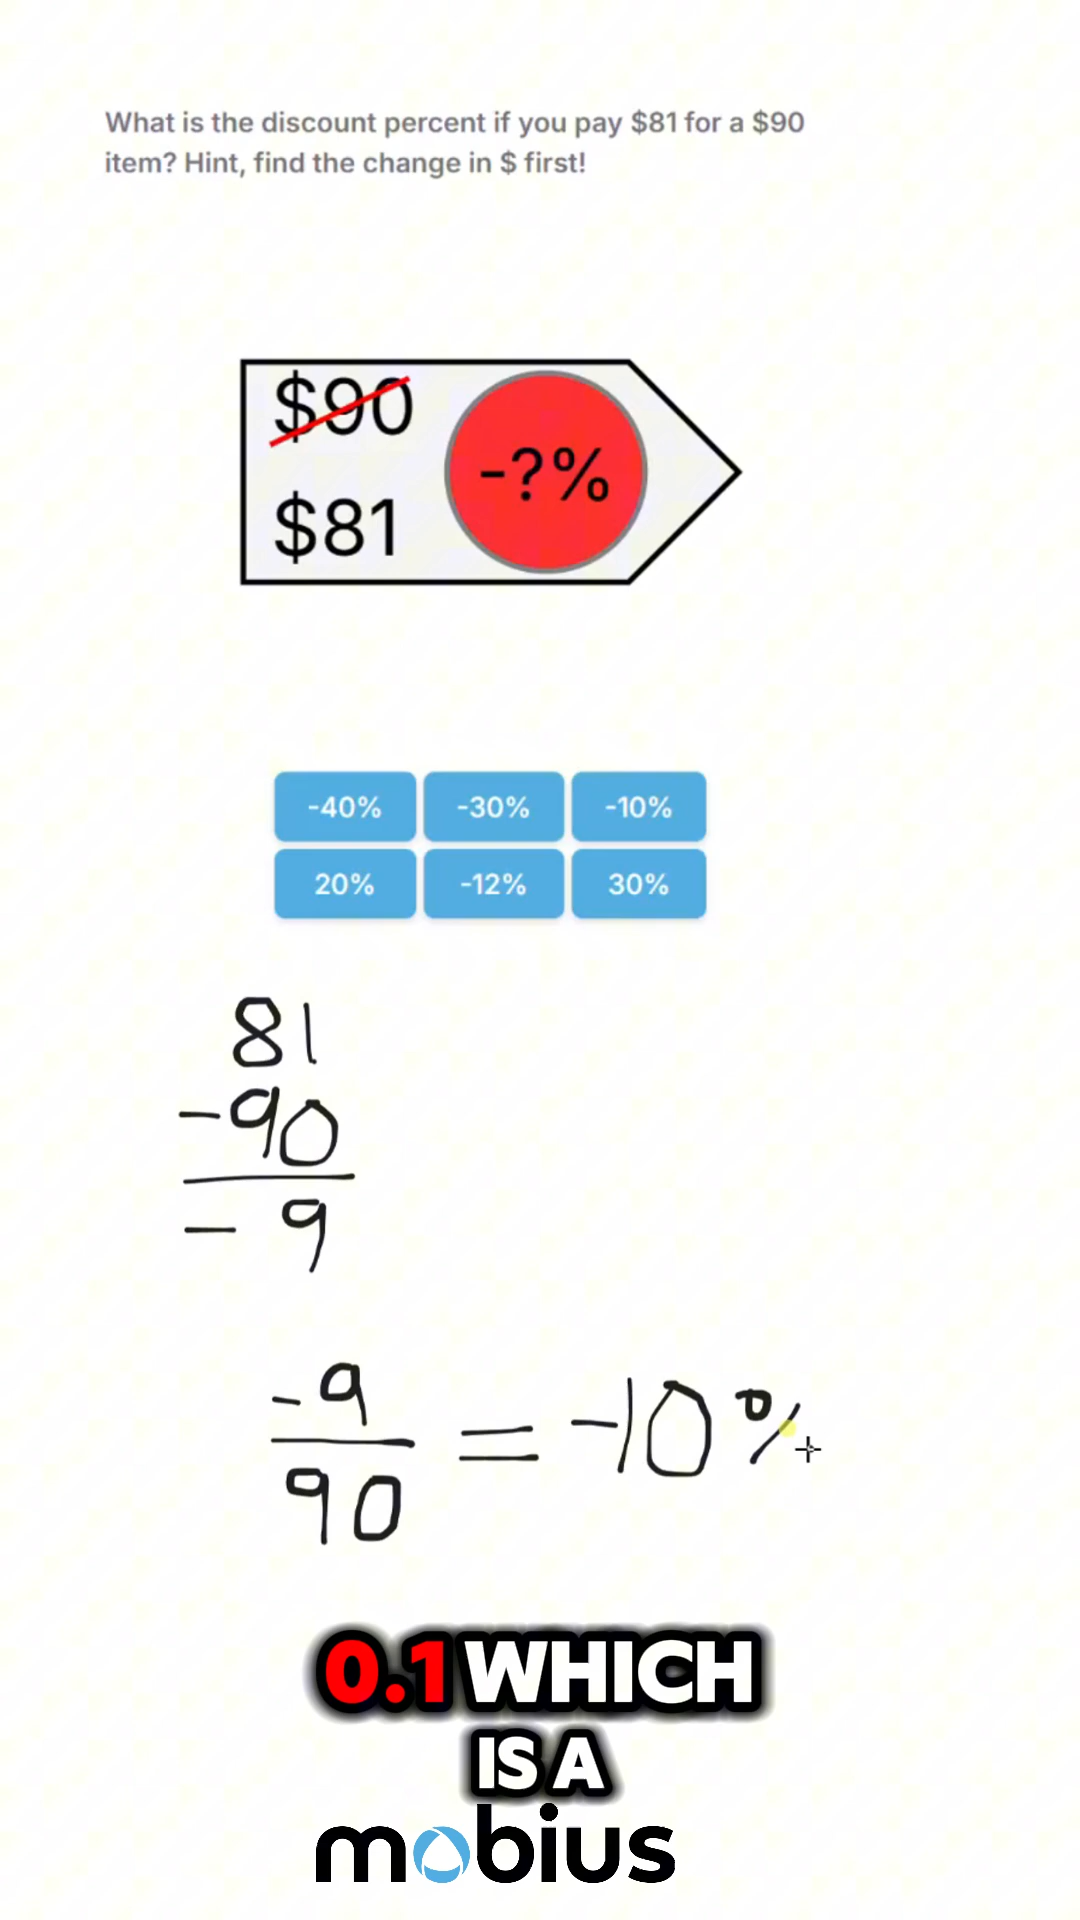 What is the discount percent if you pay $81 for a $90
item? Hint, find the change in $ first!
$90
-?%
$81
-40% -30% -10%
20% -12% 30%
81
-90
- 9
-9
90
= -10%
0.1 WHICH
IS A
mobius